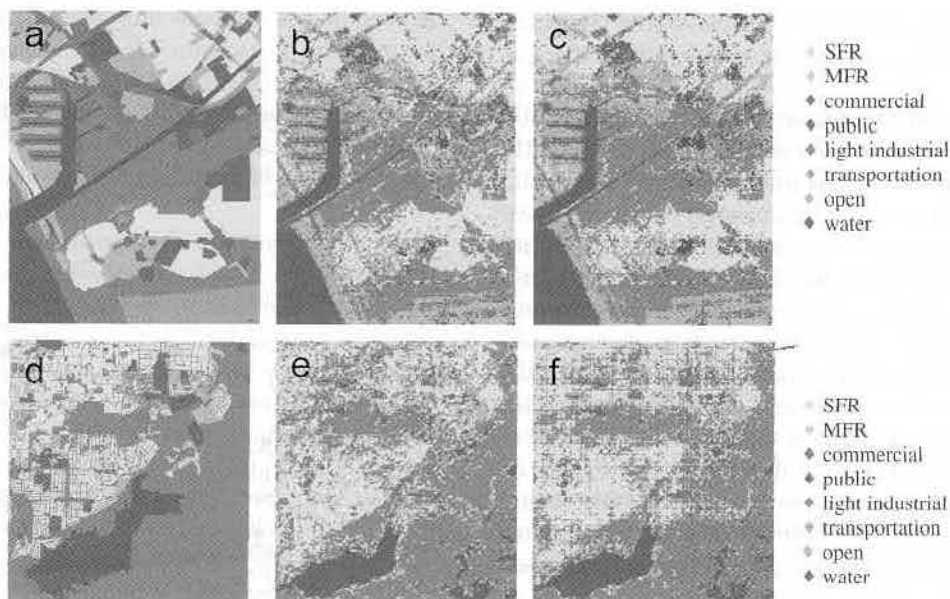 a
b
c
SFR
MFR
commercial
public
light industrial
transportation
open
water
d
e
f
SFR
MFR
commercial
public
light industrial
transportation
open
water